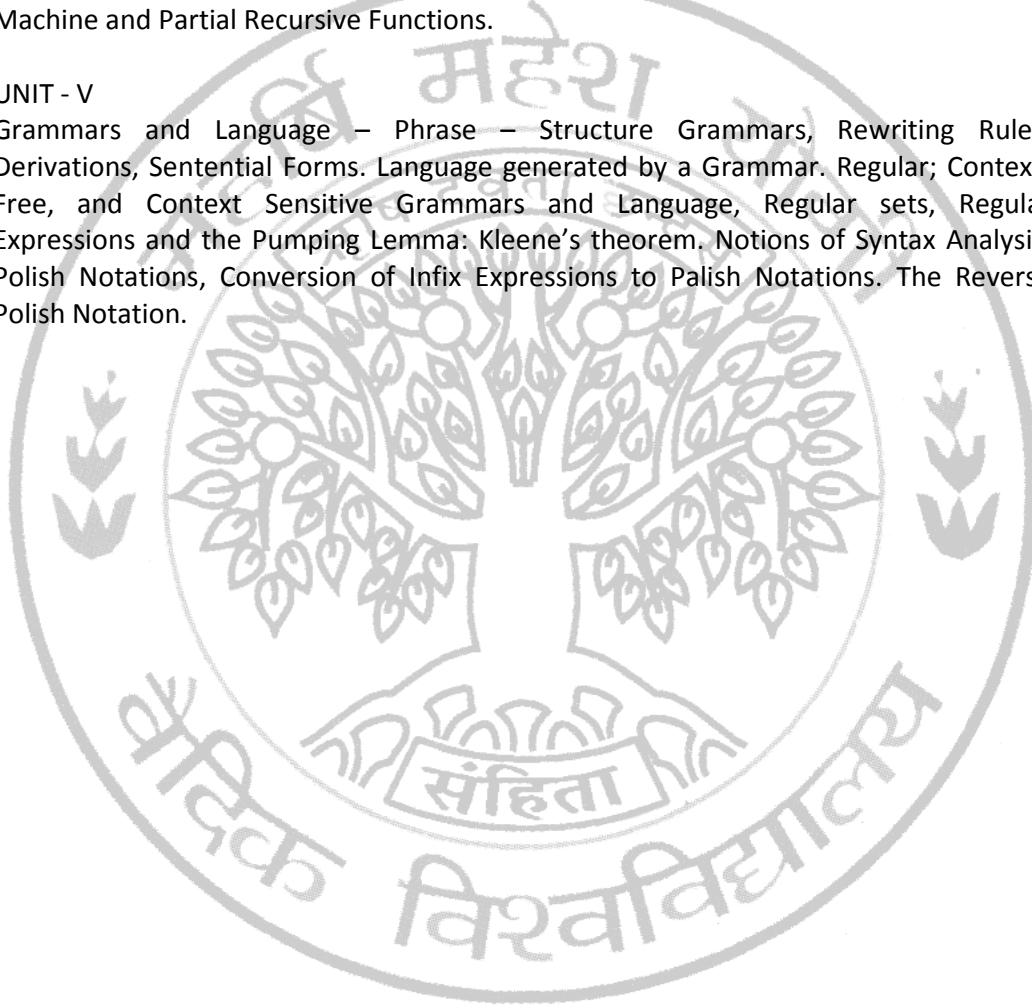 Machine and Partial Recursive Functions.
UNIT - V
Grammars and Language – Phrase – Structure Grammars, Rewriting Rule
Derivations, Sentential Forms. Language generated by a Grammar. Regular; Contex
Free, and Context Sensitive Grammars and Language, Regular sets, Regula
Expressions and the Pumping Lemma: Kleene's theorem. Notions of Syntax Analysi
Polish Notations, Conversion of Infix Expressions to Palish Notations. The Revers
Polish Notation.
महर्षि महेश योगी
संहिता
वैदिक विश्वविद्यालय